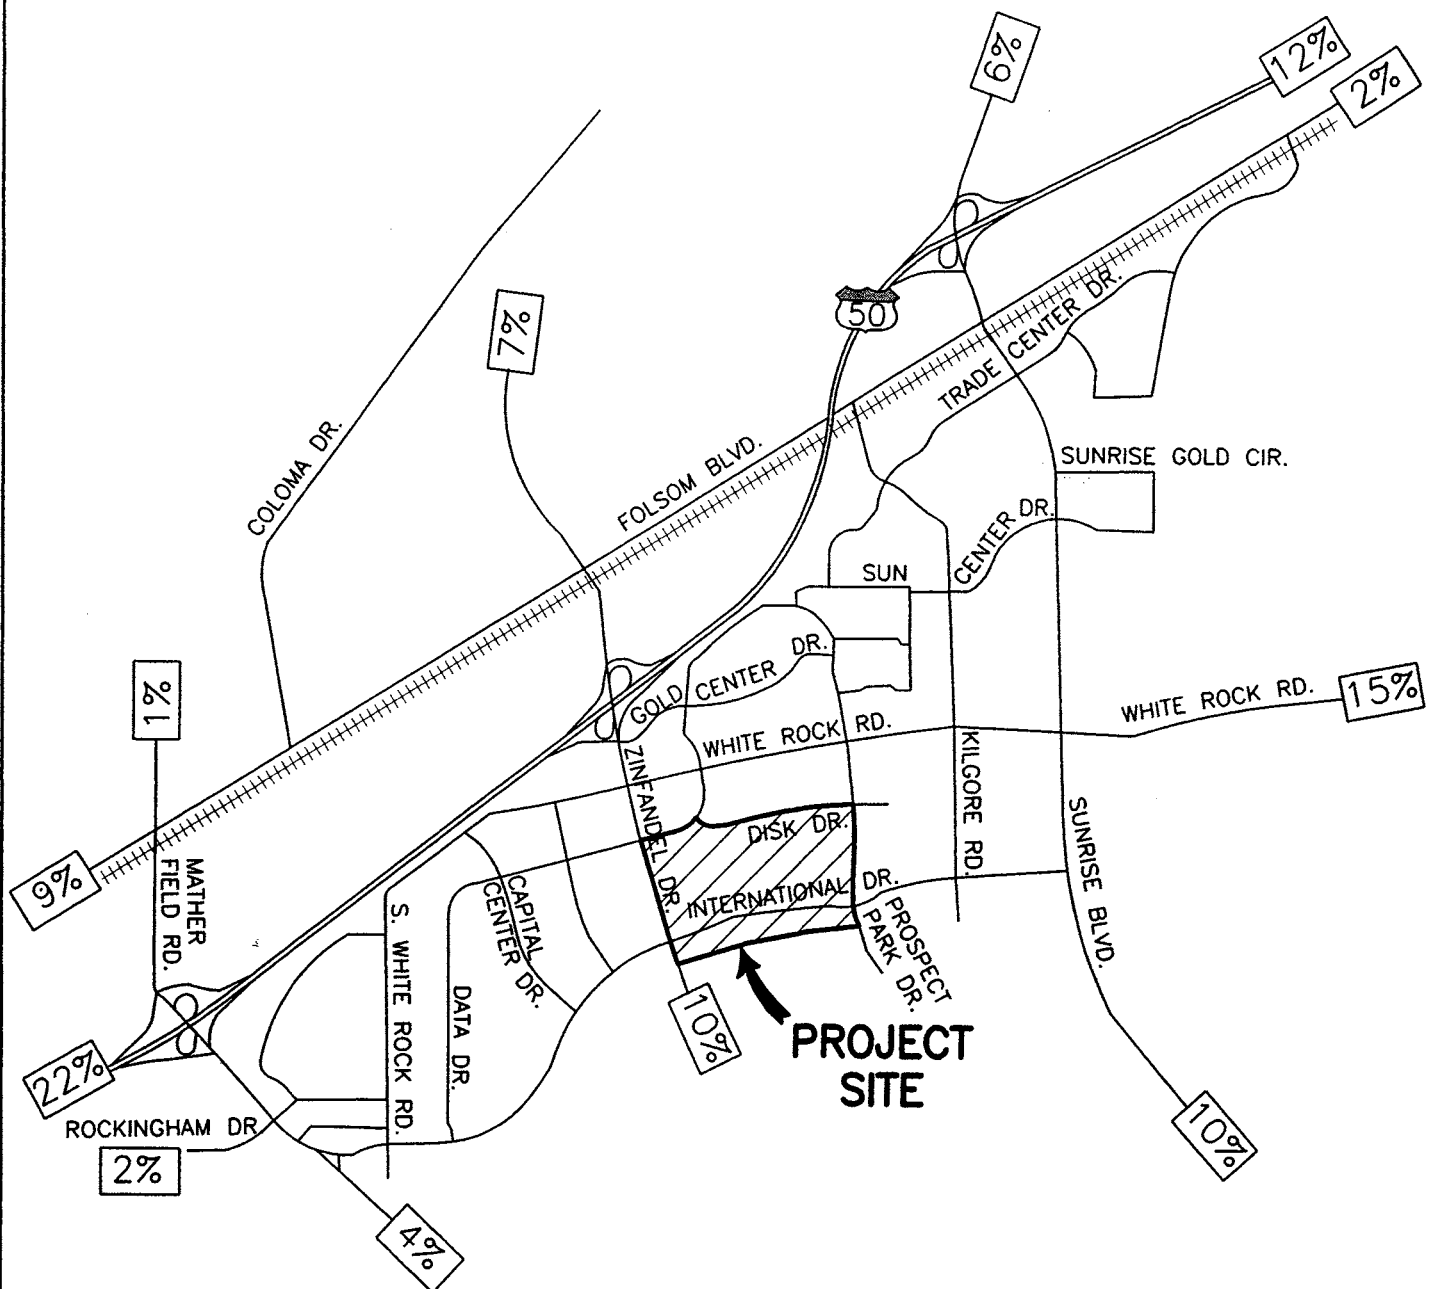 6%
12%
2%
50
7%
COLOMA DR.
FOLSOM BLVD.
TRADE CENTER DR.
SUNRISE GOLD CIR.
SUN CENTER DR.
GOLD CENTER DR.
WHITE ROCK RD.
WHITE ROCK RD.
15%
1%
9%
MATHER
FIELD RD.
ZINFANDEL DR.
DISK DR.
KILGORE RD.
SUNRISE BLVD.
INTERNATIONAL DR.
CAPITAL
CENTER DR.
S. WHITE ROCK RD.
DATA DR.
PROSPECT
PARK DR.
10%
PROJECT
SITE
22%
ROCKINGHAM DR
2%
4%
10%